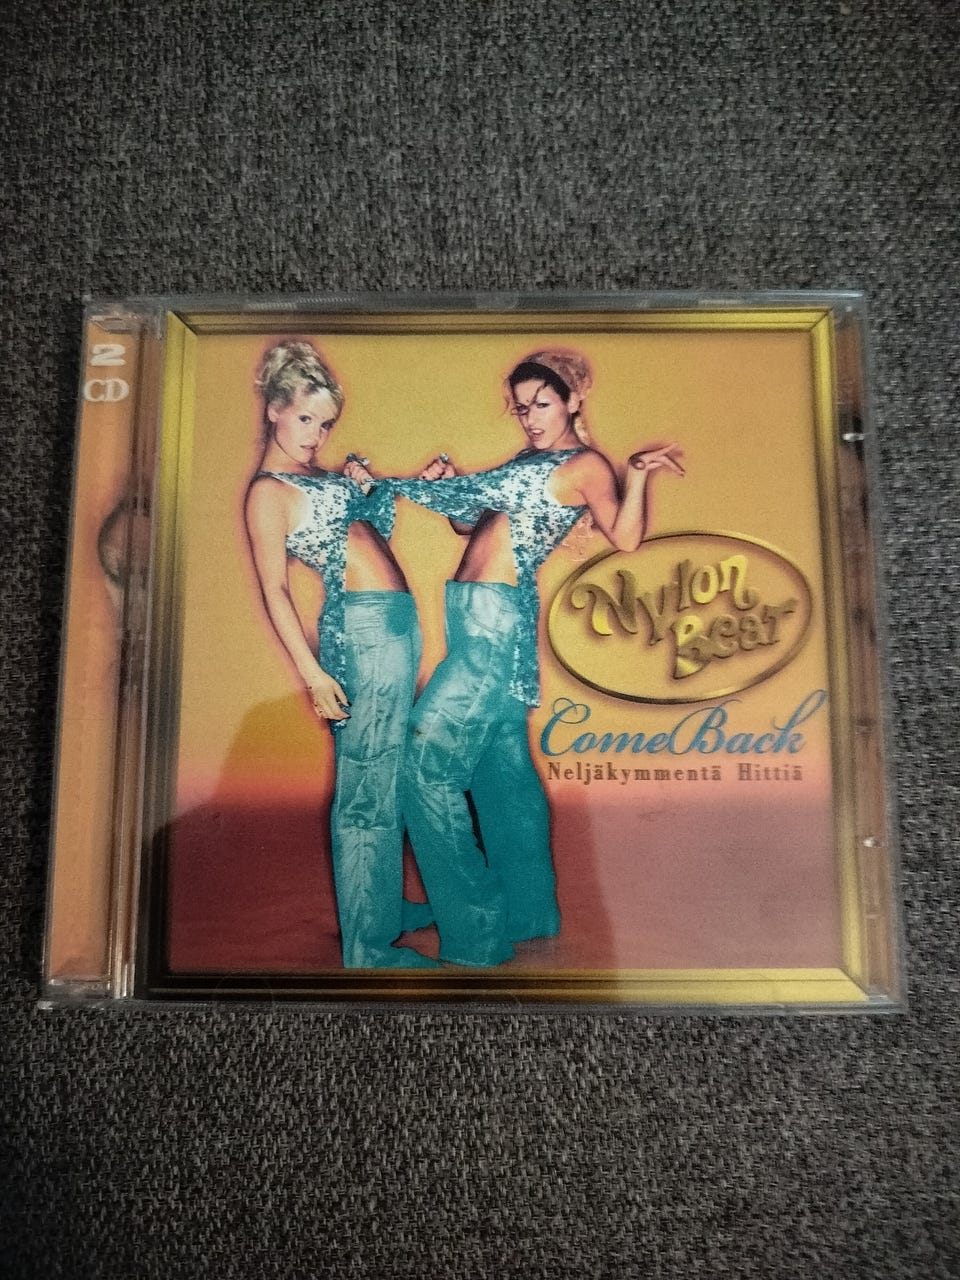 2
CD
Nylon
Beat
ComeBack
Neljäkymmentä Hittiä